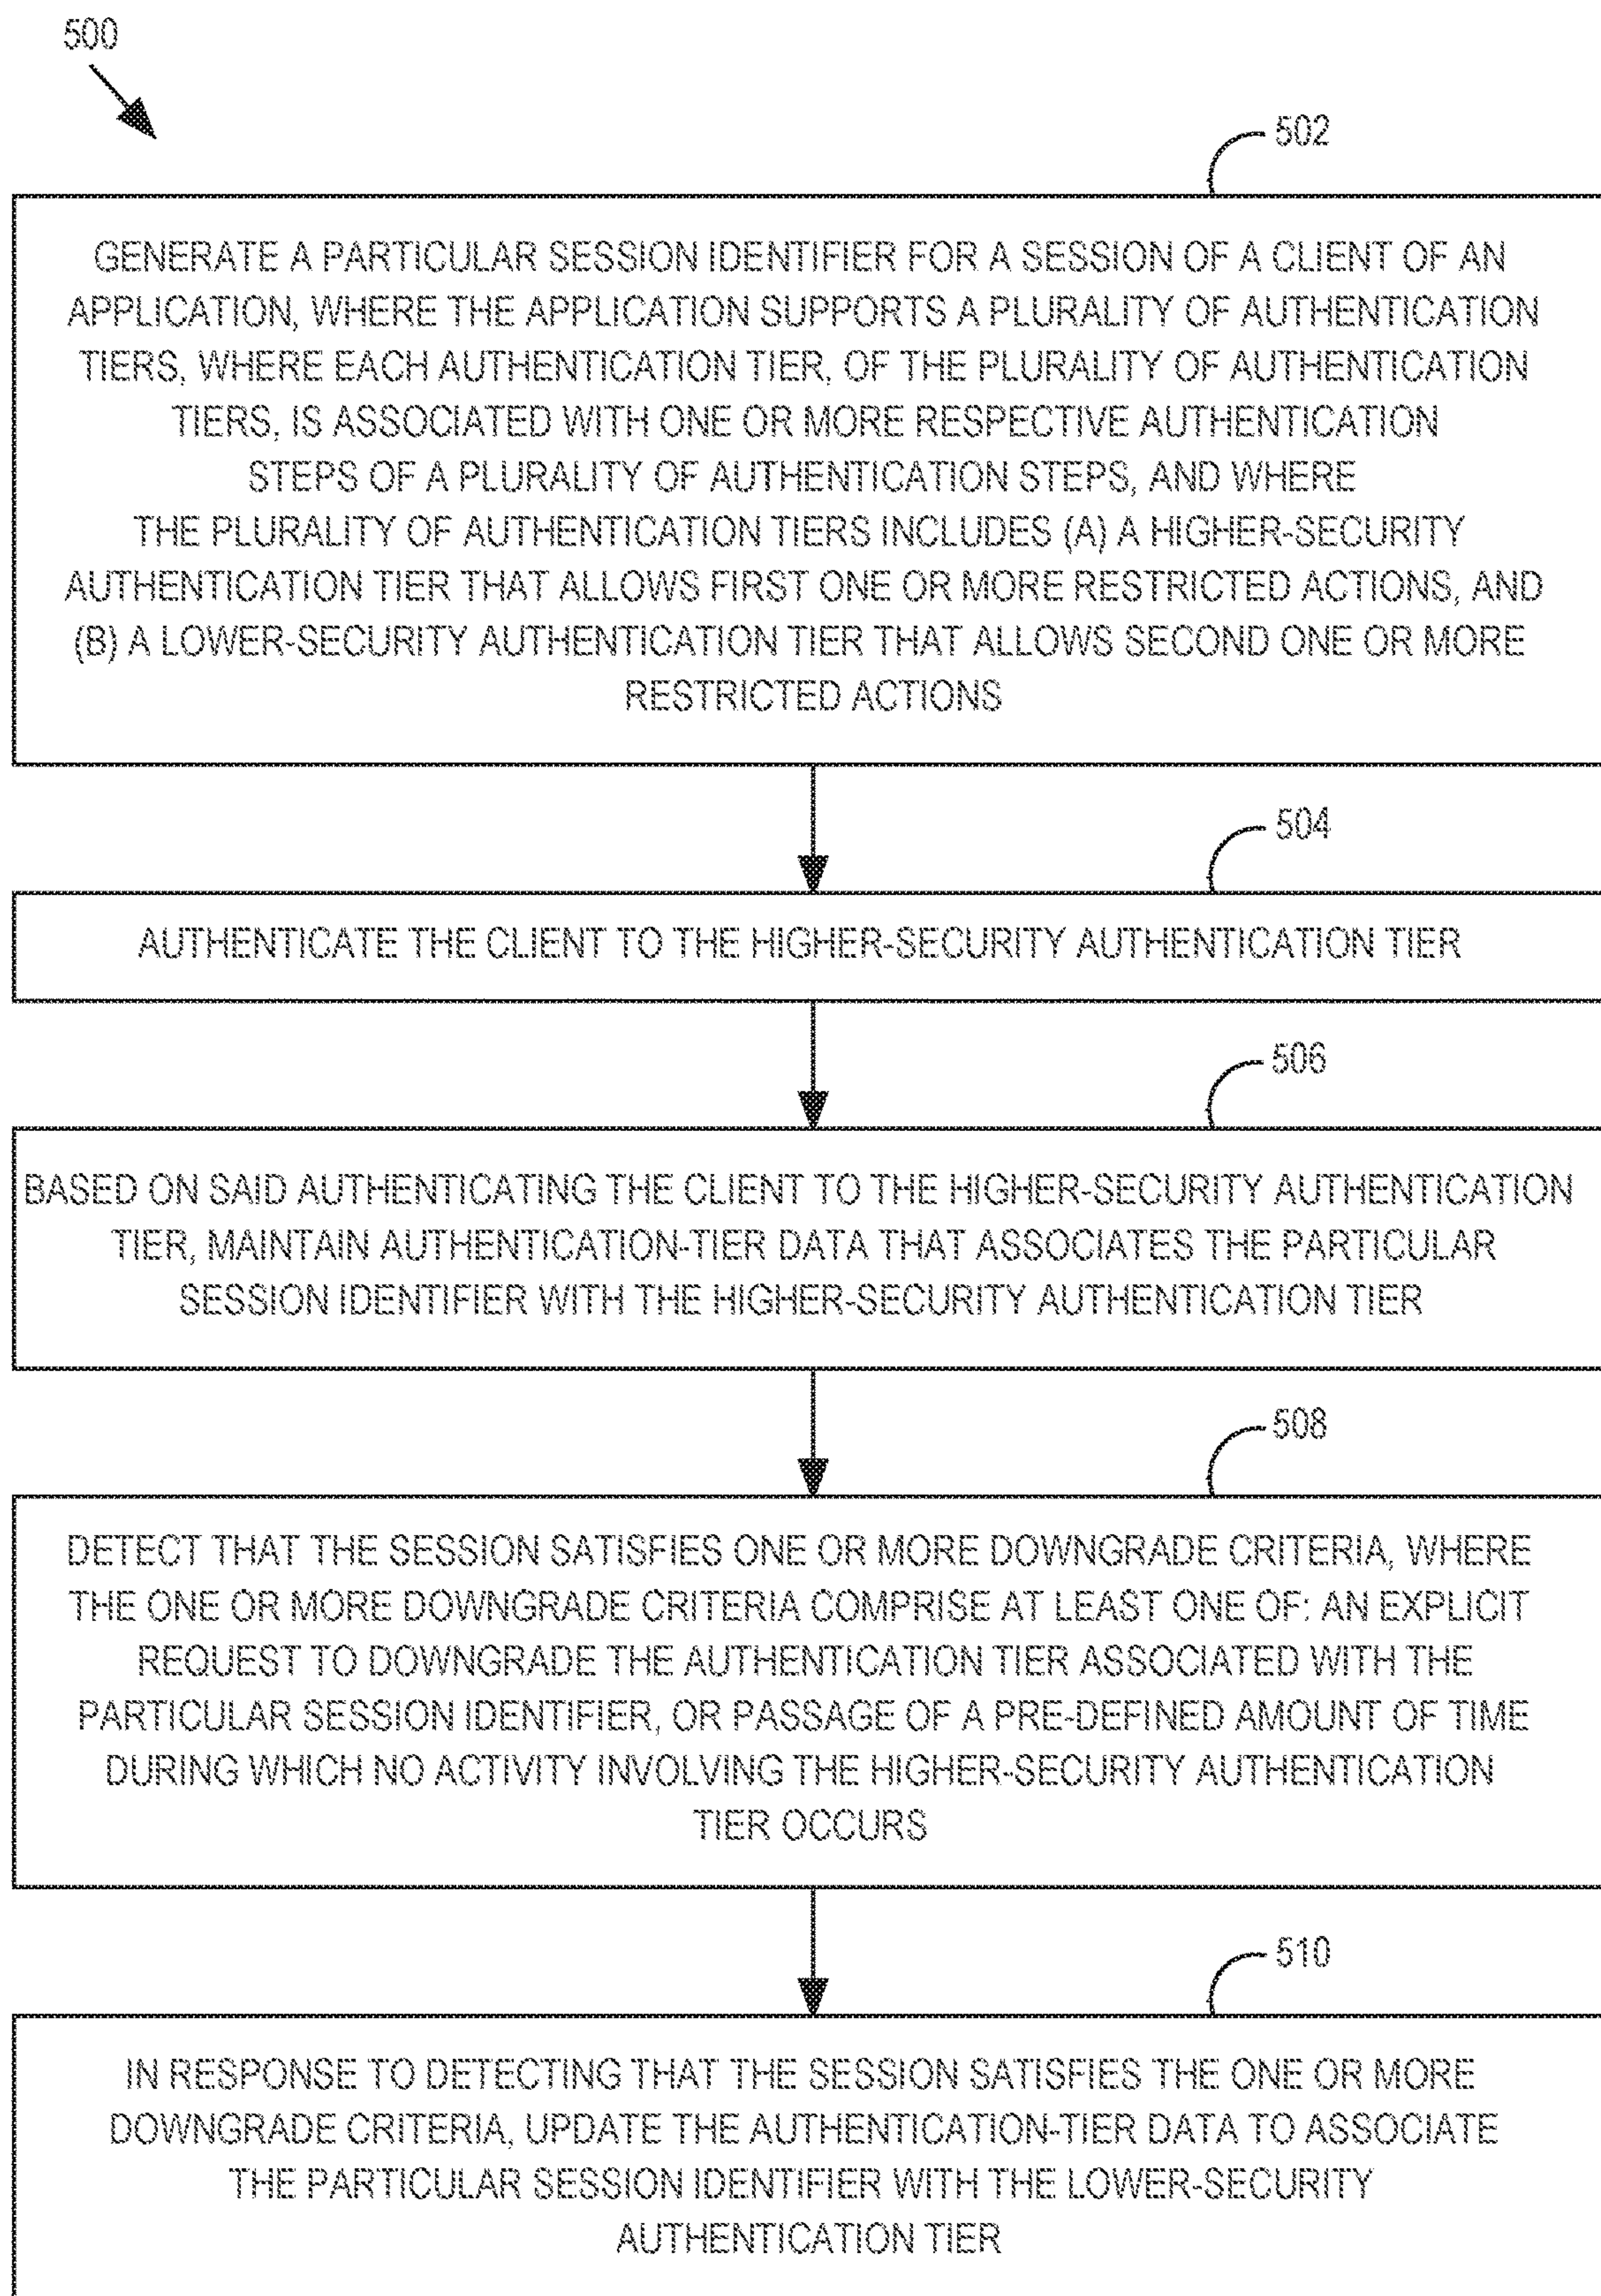 500
502
GENERATE A PARTICULAR SESSION IDENTIFIER FOR A SESSION OF A CLIENT OF AN
APPLICATION, WHERE THE APPLICATION SUPPORTS A PLURALITY OF AUTHENTICATION
TIERS, WHERE EACH AUTHENTICATION TIER, OF THE PLURALITY OF AUTHENTICATION
TIERS, IS ASSOCIATED WITH ONE OR MORE RESPECTIVE AUTHENTICATION
STEPS OF A PLURALITY OF AUTHENTICATION STEPS, AND WHERE
THE PLURALITY OF AUTHENTICATION TIERS INCLUDES (A) A HIGHER-SECURITY
AUTHENTICATION TIER THAT ALLOWS FIRST ONE OR MORE RESTRICTED ACTIONS, AND
(B) A LOWER-SECURITY AUTHENTICATION TIER THAT ALLOWS SECOND ONE OR MORE
RESTRICTED ACTIONS
504
AUTHENTICATE THE CLIENT TO THE HIGHER-SECURITY AUTHENTICATION TIER
506
BASED ON SAID AUTHENTICATING THE CLIENT TO THE HIGHER-SECURITY AUTHENTICATION
TIER, MAINTAIN AUTHENTICATION-TIER DATA THAT ASSOCIATES THE PARTICULAR
SESSION IDENTIFIER WITH THE HIGHER-SECURITY AUTHENTICATION TIER
508
DETECT THAT THE SESSION SATISFIES ONE OR MORE DOWNGRADE CRITERIA, WHERE
THE ONE OR MORE DOWNGRADE CRITERIA COMPRISE AT LEAST ONE OF: AN EXPLICIT
REQUEST TO DOWNGRADE THE AUTHENTICATION TIER ASSOCIATED WITH THE
PARTICULAR SESSION IDENTIFIER, OR PASSAGE OF A PRE-DEFINED AMOUNT OF TIME
DURING WHICH NO ACTIVITY INVOLVING THE HIGHER-SECURITY AUTHENTICATION
TIER OCCURS
510
IN RESPONSE TO DETECTING THAT THE SESSION SATISFIES THE ONE OR MORE
DOWNGRADE CRITERIA, UPDATE THE AUTHENTICATION-TIER DATA TO ASSOCIATE
THE PARTICULAR SESSION IDENTIFIER WITH THE LOWER-SECURITY
AUTHENTICATION TIER